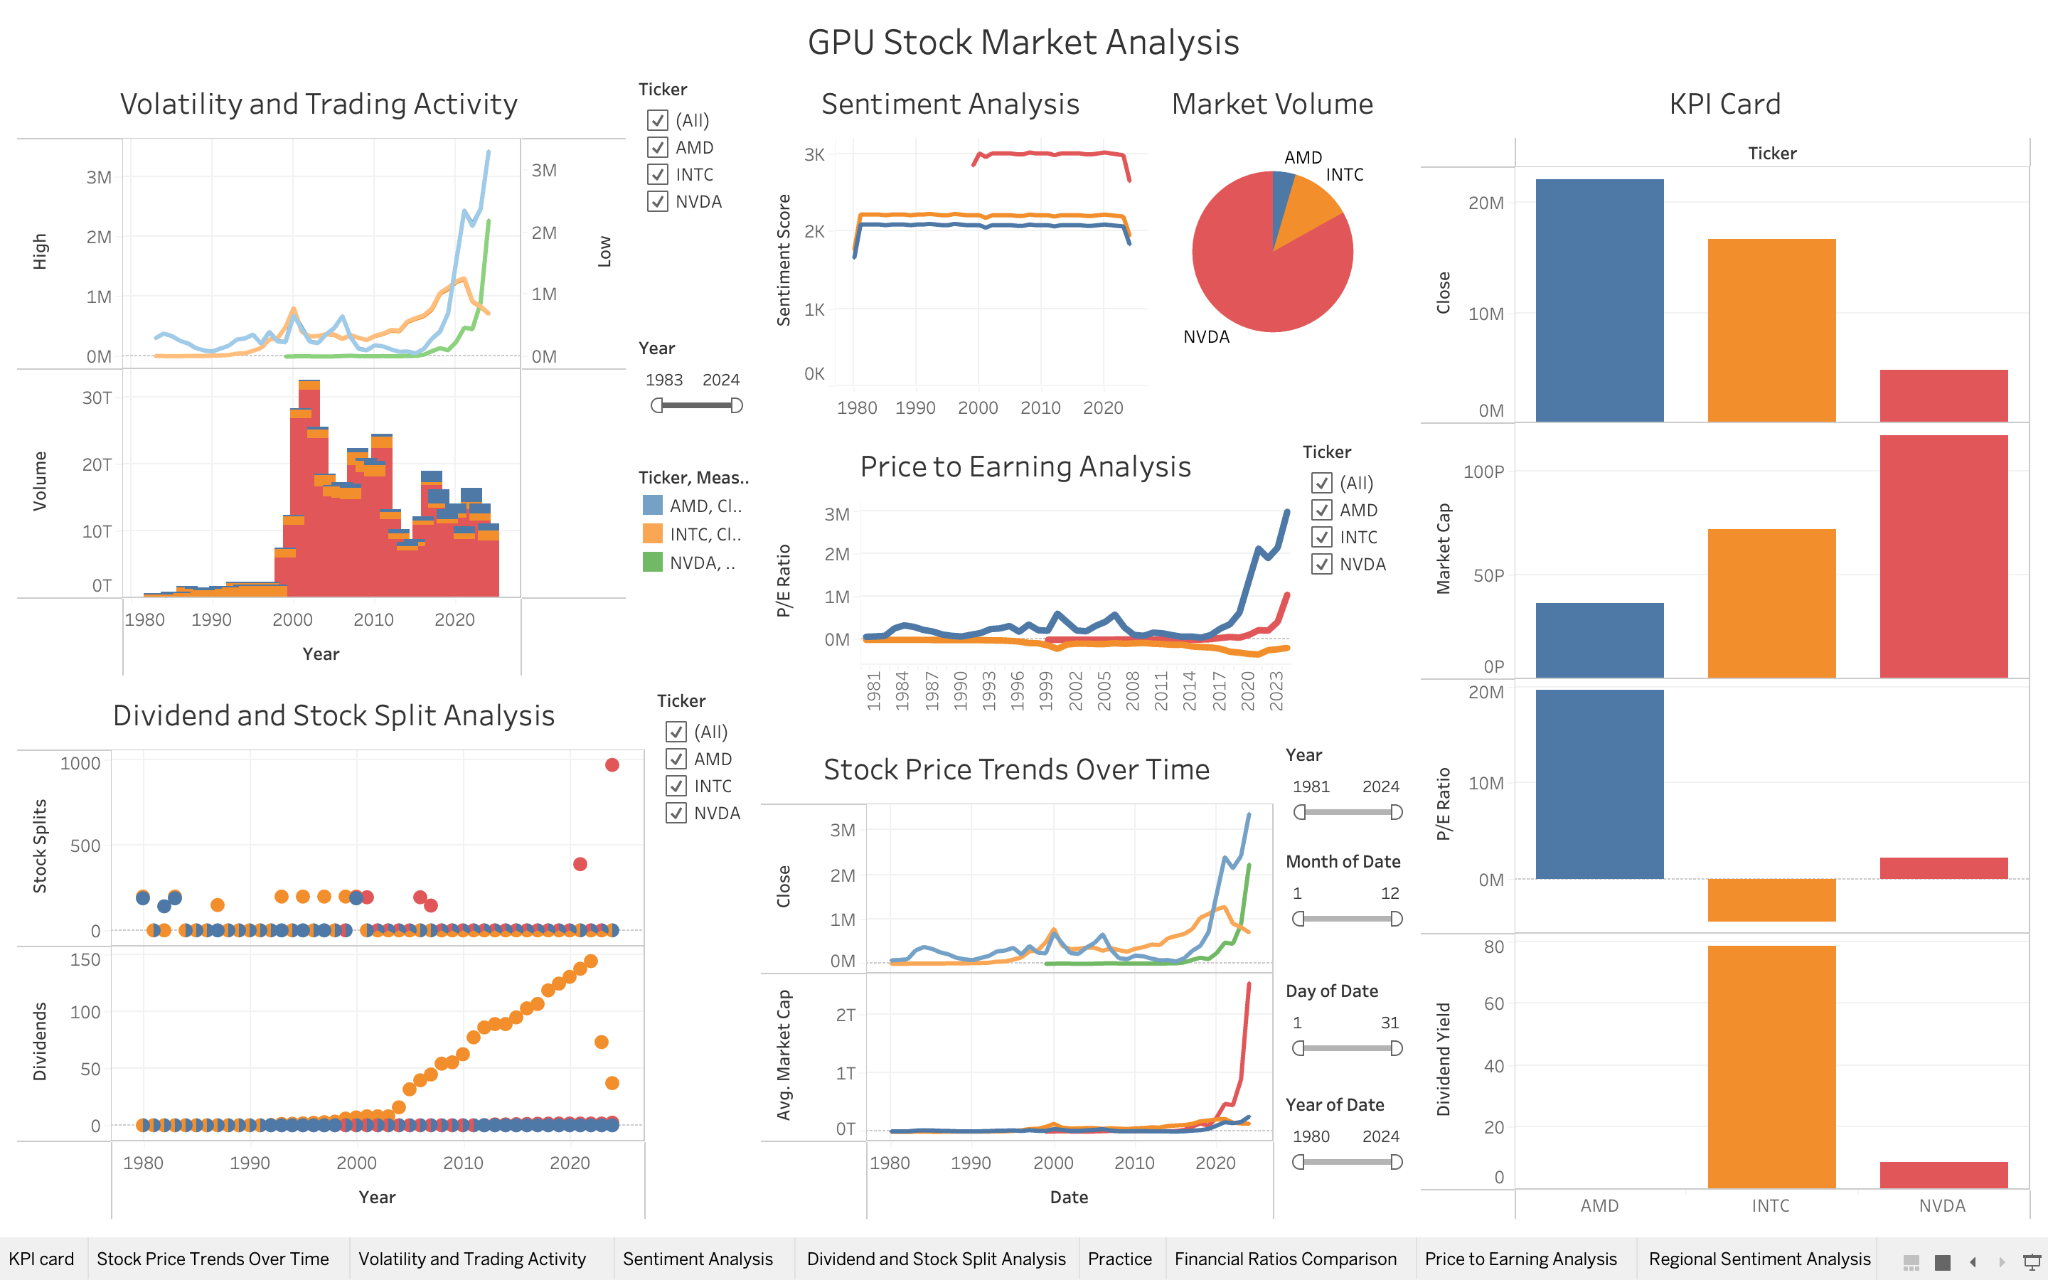 GPU Stock Market Analysis
Volatility and Trading Activity
3M
2M
1M
0M
High
3M
2M
1M
0M
Low
30T
20T
10T
0T
Volume
1980 1990 2000 2010 2020
Year
Ticker
(All)
AMD
INTC
NVDA
Year
1983 2024
Ticker, Meas..
AMD, Cl..
INTC, Cl..
NVDA, ..
Sentiment Analysis
3K
2K
1K
0K
Sentiment Score
1980 1990 2000 2010 2020
Market Volume
AMD
INTC
NVDA
Price to Earning Analysis
3M
2M
1M
0M
P/E Ratio
1981 1984 1987 1990 1993 1996 1999 2002 2005 2008 2011 2014 2017 2020 2023
Ticker
(All)
AMD
INTC
NVDA
Dividend and Stock Split Analysis
1000
500
0
Stock Splits
150
100
50
0
Dividends
1980 1990 2000 2010 2020
Year
Ticker
(All)
AMD
INTC
NVDA
Stock Price Trends Over Time
3M
2M
1M
0M
Close
2T
1T
0T
Avg. Market Cap
1980 1990 2000 2010 2020
Date
Year
1981 2024
Month of Date
1 12
Day of Date
1 31
Year of Date
1980 2024
KPI Card
Ticker
20M
10M
0M
Close
100P
50P
0P
Market Cap
20M
10M
0M
P/E Ratio
80
60
40
20
0
Dividend Yield
AMD INTC NVDA
KPI card Stock Price Trends Over Time Volatility and Trading Activity Sentiment Analysis Dividend and Stock Split Analysis Practice Financial Ratios Comparison Price to Earning Analysis Regional Sentiment Analysis